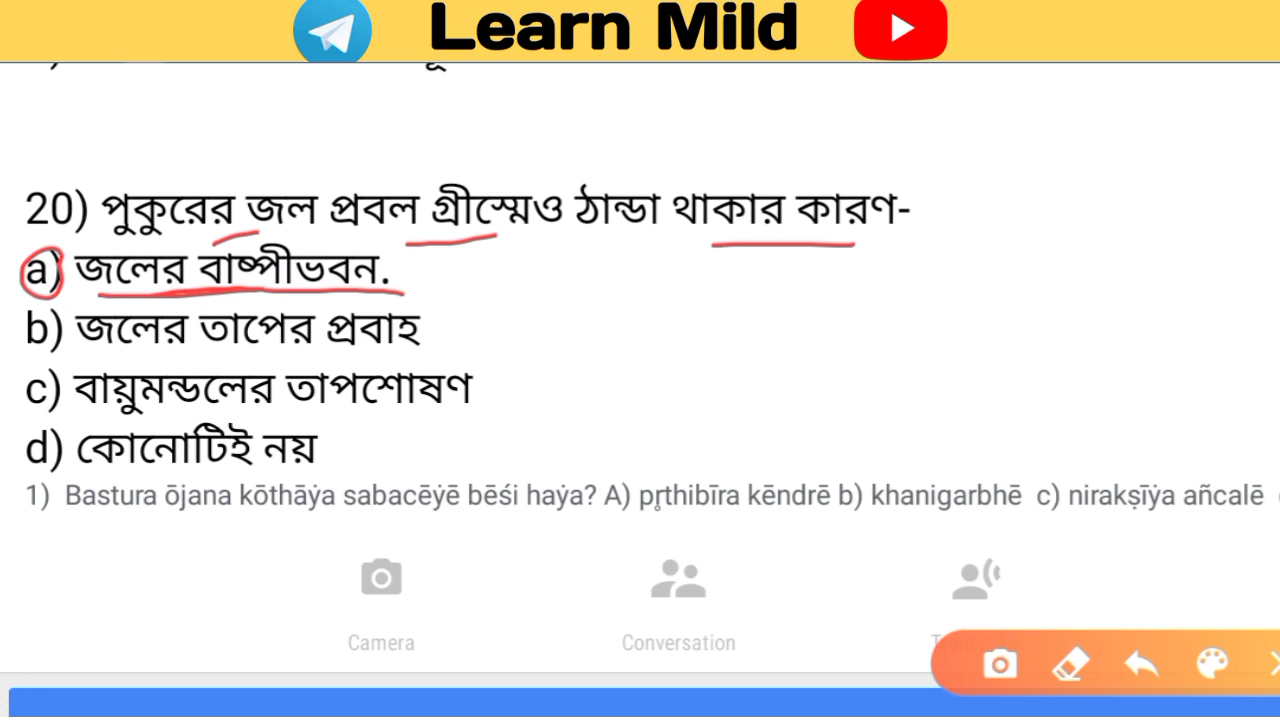 Learn Mild
20) পুকুরের জল প্রবল গ্রীস্মেও ঠান্ডা থাকার কারণ-
a) জলের বাষ্পীভবন.
b) জলের তাপের প্রবাহ
c) বায়ুমন্ডলের তাপশোষণ
d) কোনোটিই নয়
1) Bastura ōjana kōthāẏa sabacēẏē bēśi haẏa? A) pr̥thibīra kēndrē b) khanigarbhē c) nirakṣīẏa añcalē
Camera Conversation